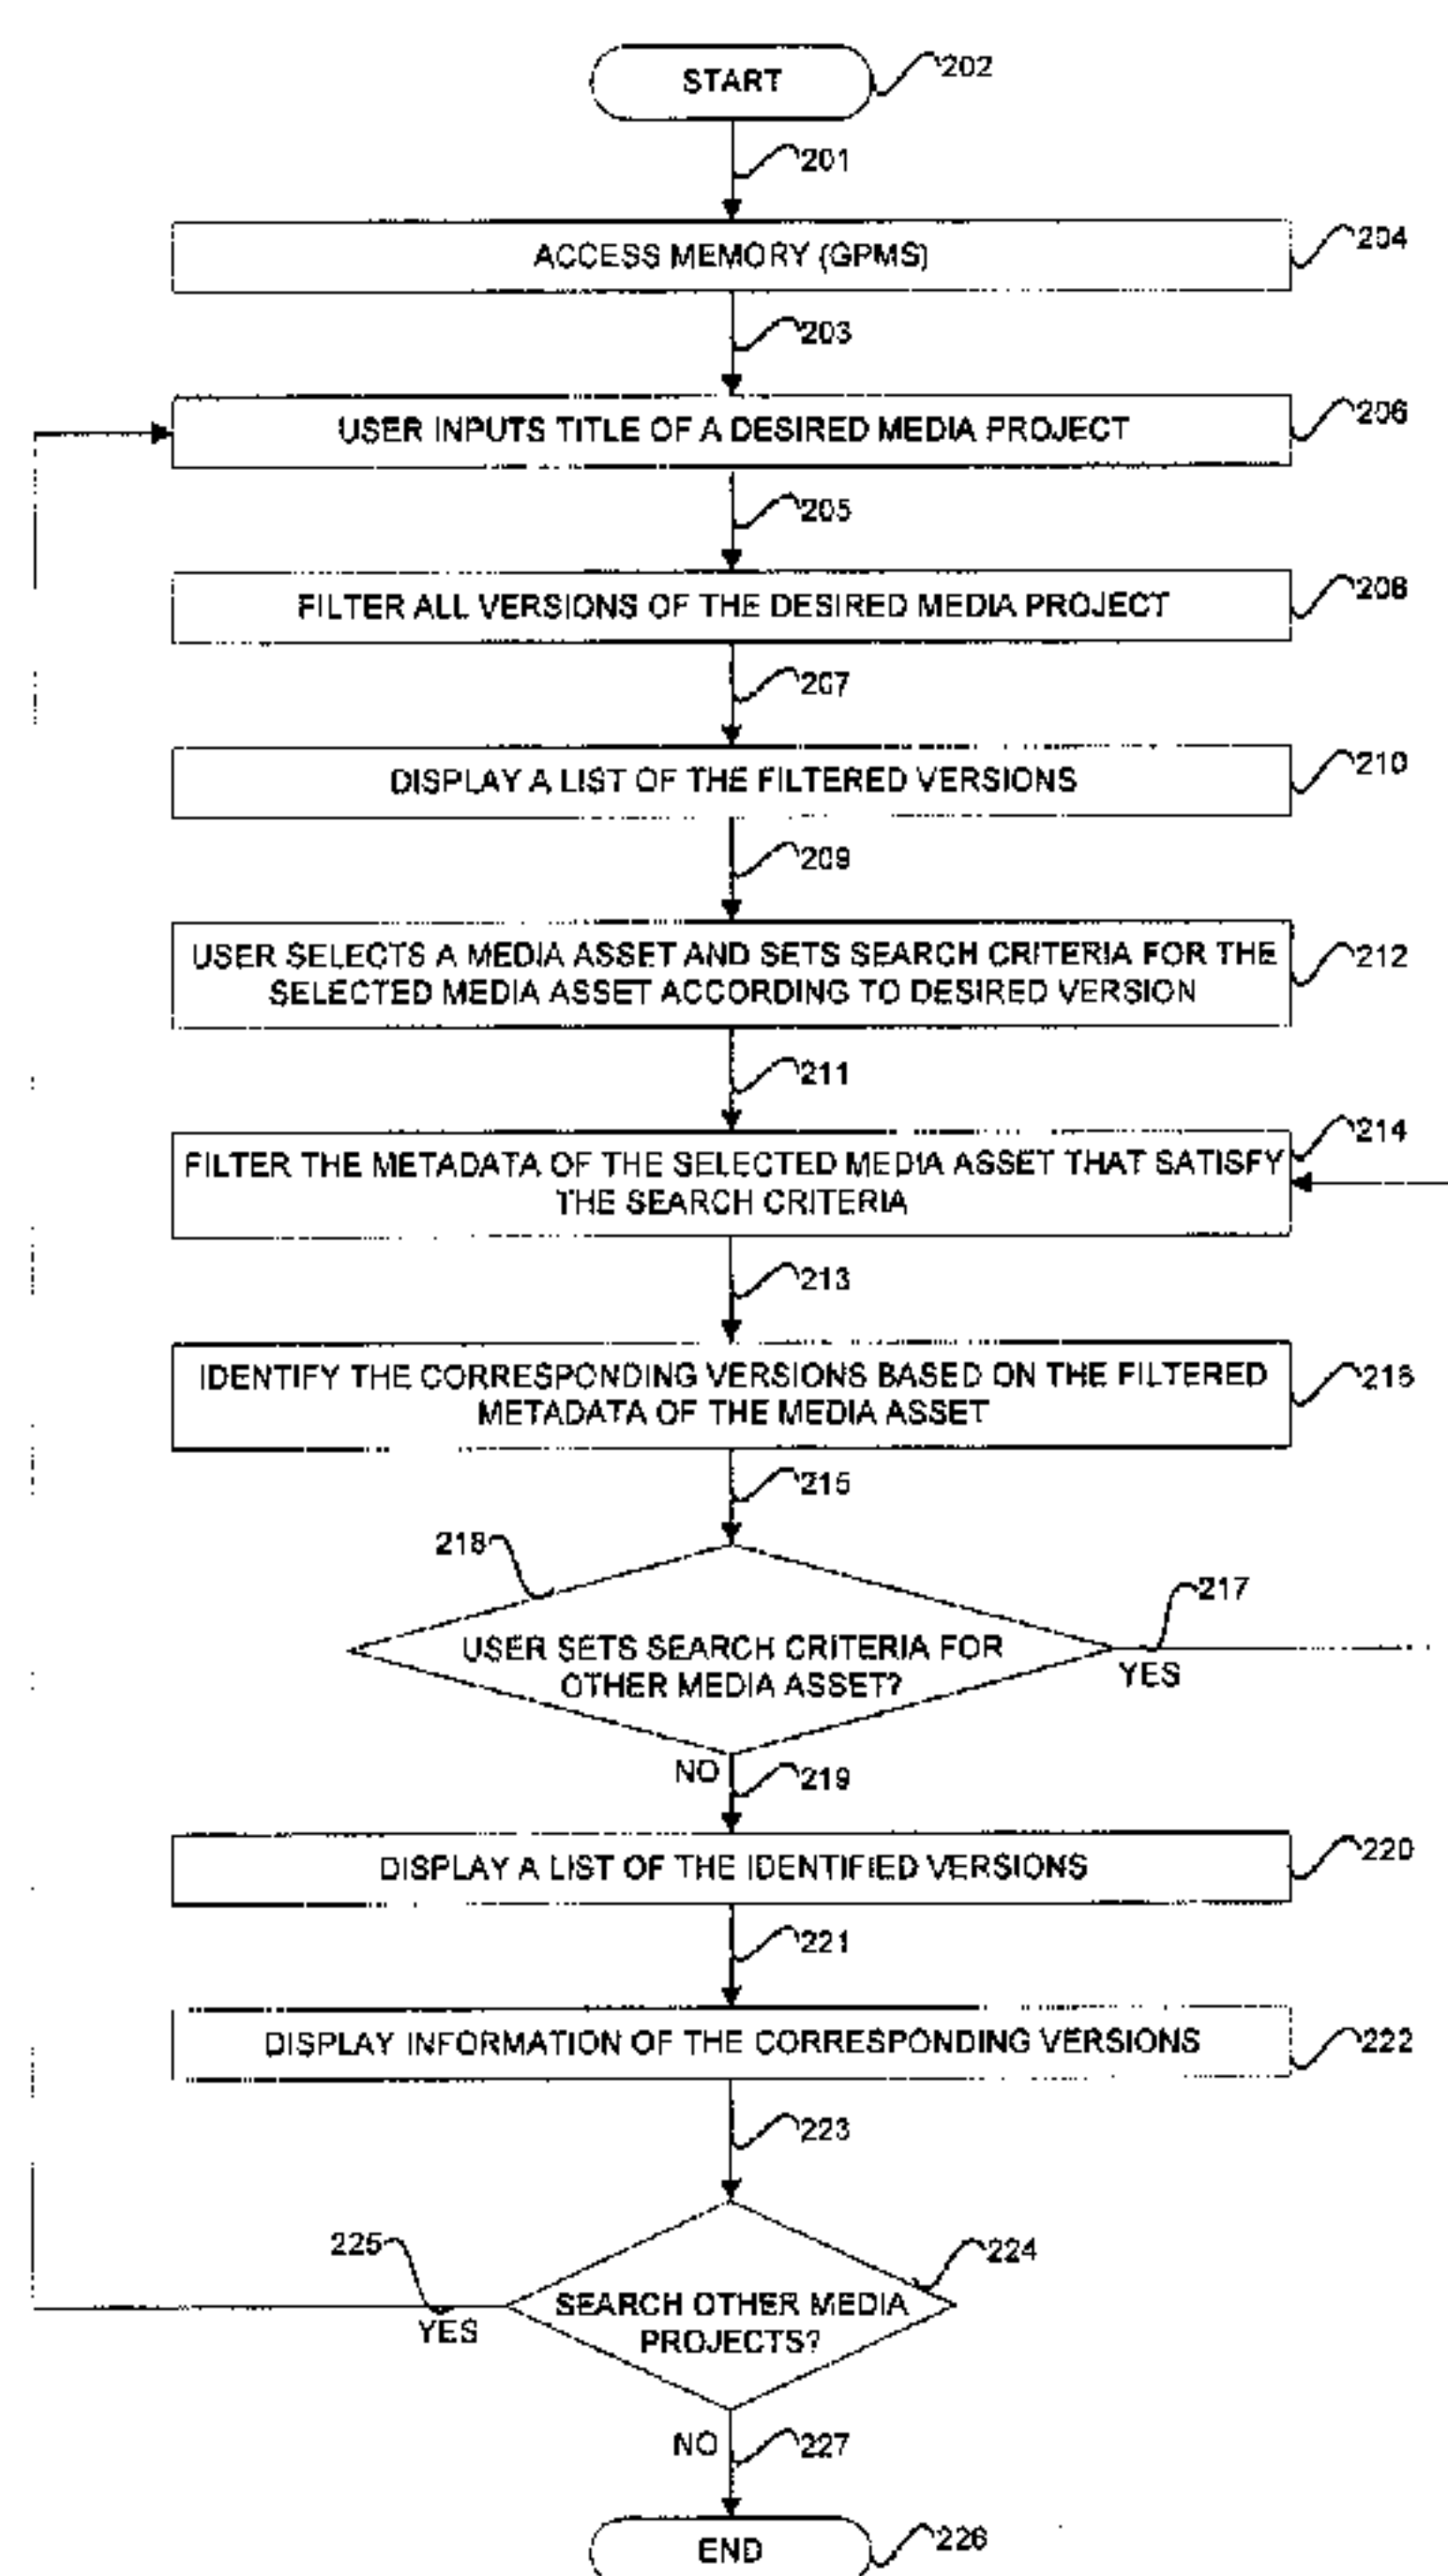 START
202
201
ACCESS MEMORY (GPMS)
204
203
USER INPUTS TITLE OF A DESIRED MEDIA PROJECT
206
205
FILTER ALL VERSIONS OF THE DESIRED MEDIA PROJECT
208
207
DISPLAY A LIST OF THE FILTERED VERSIONS
210
209
USER SELECTS A MEDIA ASSET AND SETS SEARCH CRITERIA FOR THE
SELECTED MEDIA ASSET ACCORDING TO DESIRED VERSION
212
211
FILTER THE METADATA OF THE SELECTED MEDIA ASSET THAT SATISFY
THE SEARCH CRITERIA
214
213
IDENTIFY THE CORRESPONDING VERSIONS BASED ON THE FILTERED
METADATA OF THE MEDIA ASSET
216
215
218
USER SETS SEARCH CRITERIA FOR
OTHER MEDIA ASSET?
217
YES
NO
219
DISPLAY A LIST OF THE IDENTIFIED VERSIONS
220
221
DISPLAY INFORMATION OF THE CORRESPONDING VERSIONS
222
223
225
YES
224
SEARCH OTHER MEDIA
PROJECTS?
NO
227
END
226